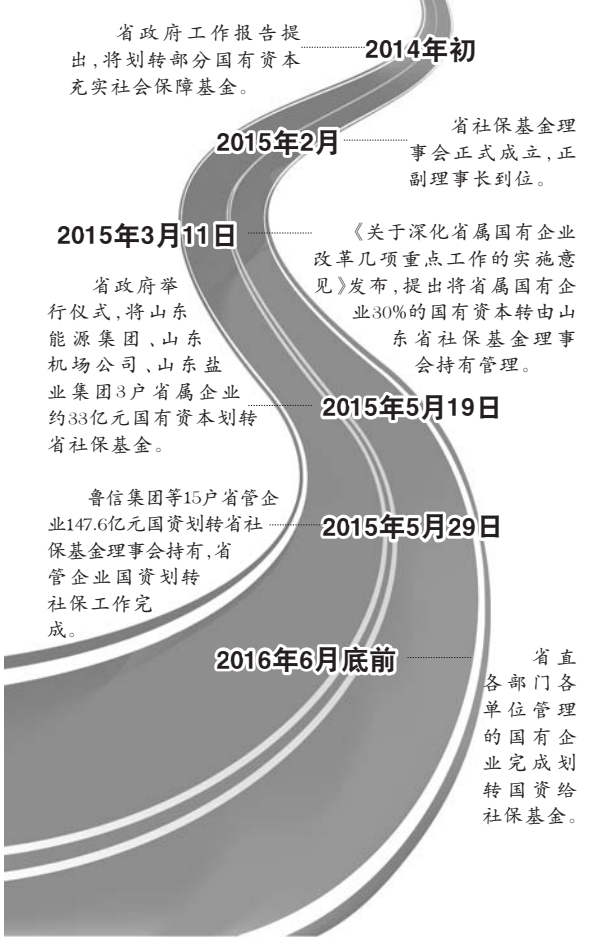 2014年初
省政府工作报告提
出,将划转部分国有资本
充实社会保障基金。
2015年2月
省社保基金理
事会正式成立,正
副理事长到位。
2015年3月11日
《关于深化省属国有企业
改革几项重点工作的实施意
见》发布,提出将省属国有企
业30%的国有资本转由山
东省社保基金理事
会持有管理。
2015年5月19日
省政府举
行仪式,将山东
能源集团、山东
机场公司、山东盐
业集团3户省属企业
约33亿元国有资本划转
省社保基金。
2015年5月29日
鲁信集团等15户省管企
业147.6亿元国资划转省社
保基金理事会持有,省
管企业国资划转
社保工作完
成。
2016年6月底前
省直
各部门各
单位管理
的国有企
业完成划
转国资给
社保基金。